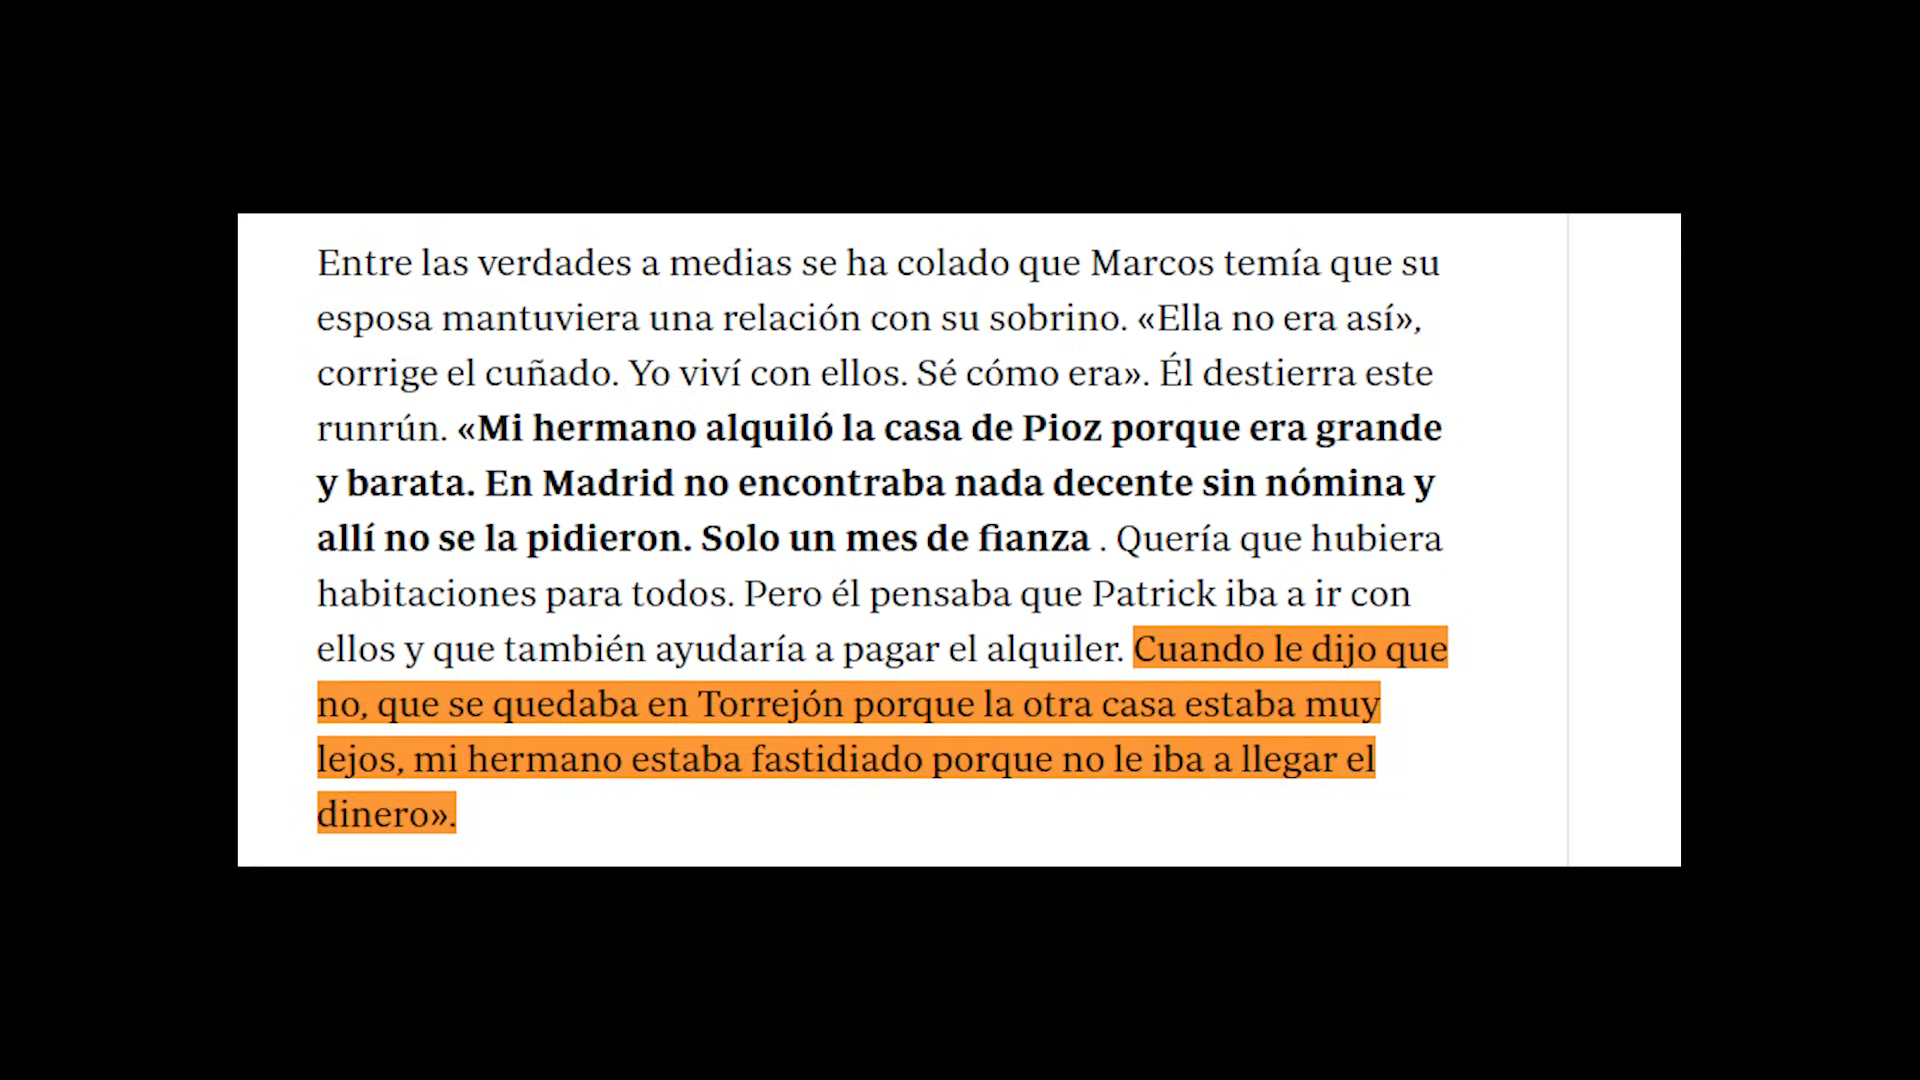 Entre las verdades a medias se ha colado que Marcos temía que su
esposa mantuviera una relación con su sobrino. «Ella no era así»,
corrige el cuñado. Yo viví con ellos. Sé cómo era». Él destierra este
runrún. «Mi hermano alquiló la casa de Pioz porque era grande
y barata. En Madrid no encontraba nada decente sin nómina y
allí no se la pidieron. Solo un mes de fianza . Quería que hubiera
habitaciones para todos. Pero él pensaba que Patrick iba a ir con
ellos y que también ayudaría a pagar el alquiler. Cuando le dijo que
no, que se quedaba en Torrejón porque la otra casa estaba muy
lejos, mi hermano estaba fastidiado porque no le iba a llegar el
dinero».